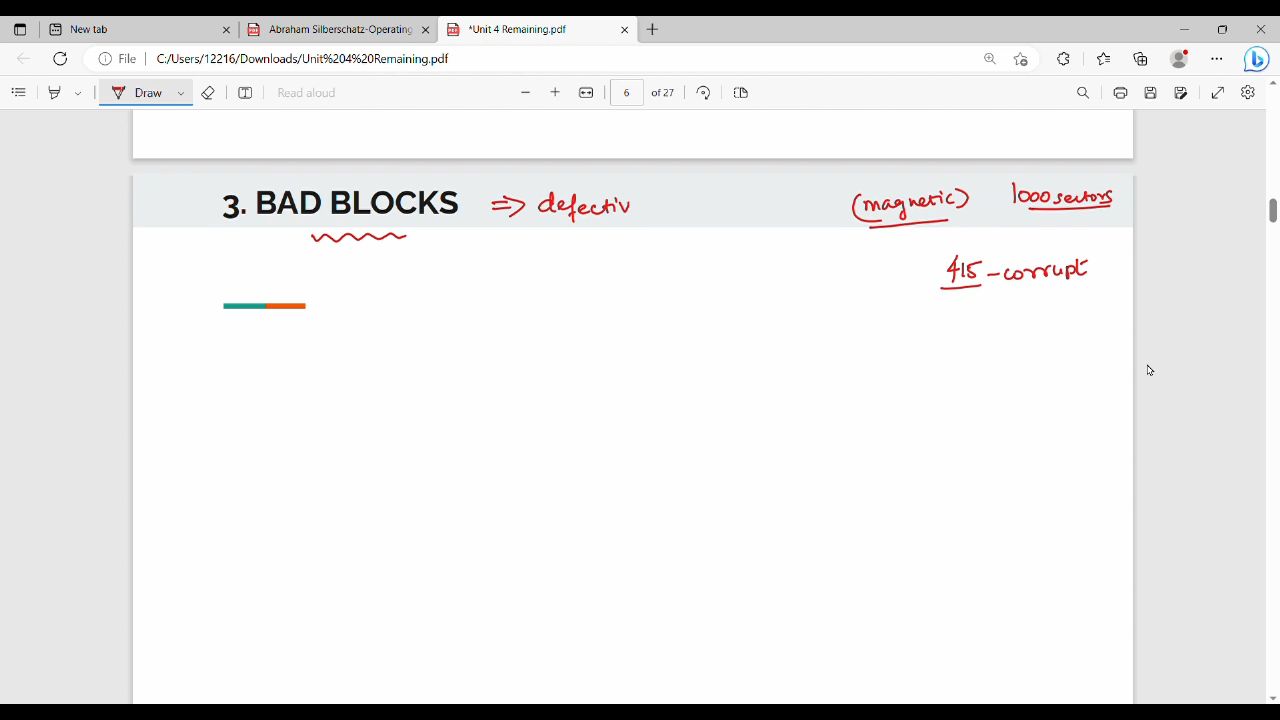 New tab
Abraham Silberschatz-Operating
*Unit 4 Remaining.pdf
File
C:/Users/12216/Downloads/Unit%204%20Remaining.pdf
Draw
Read aloud
6 of 27
3. BAD BLOCKS ⇒ defectiv (magnetic) 1000 sectors
415 - corrupt